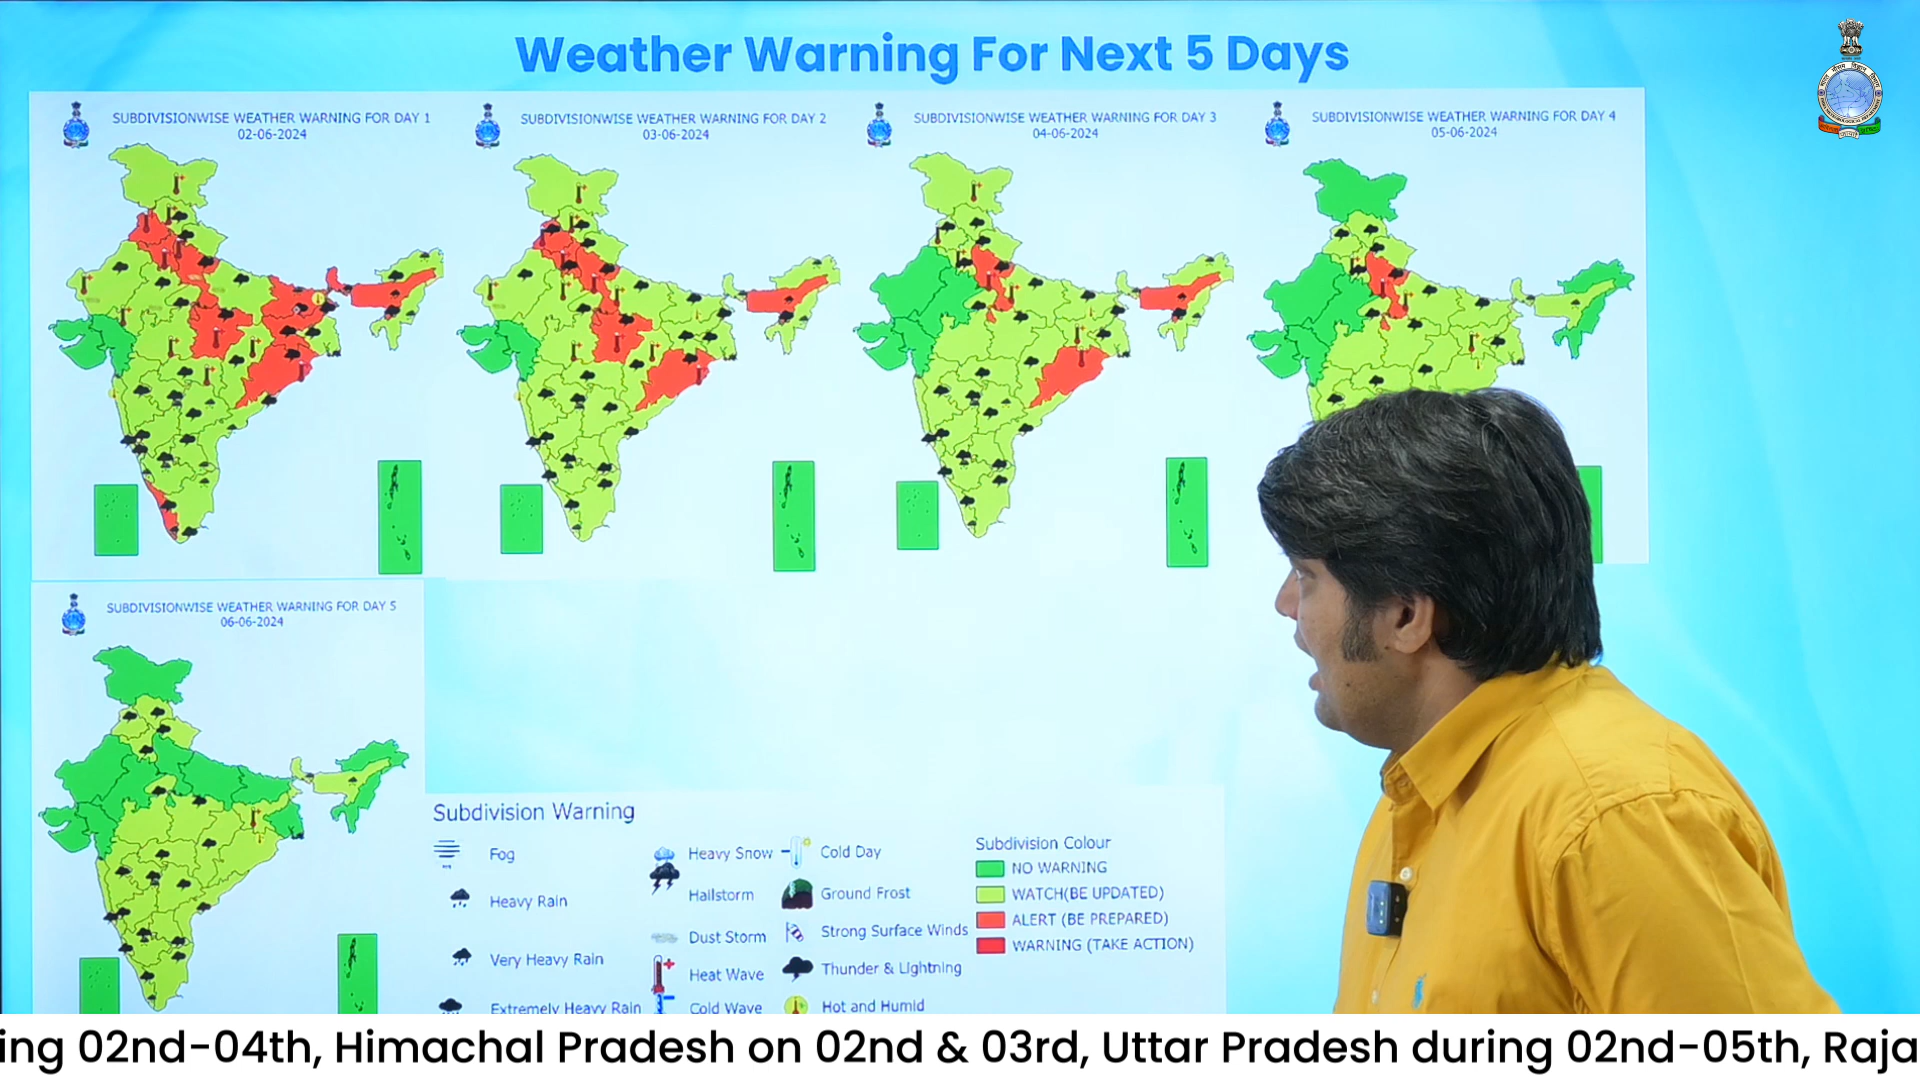 Weather Warning For Next 5 Days
SUBDIVISIONWISE WEATHER WARNING FOR DAY 1
02-06-2024
SUBDIVISIONWISE WEATHER WARNING FOR DAY 2
03-06-2024
SUBDIVISIONWISE WEATHER WARNING FOR DAY 3
04-06-2024
SUBDIVISIONWISE WEATHER WARNING FOR DAY 4
05-06-2024
SUBDIVISIONWISE WEATHER WARNING FOR DAY 5
06-06-2024
Subdivision Warning
Fog
Heavy Rain
Very Heavy Rain
Extremely Heavy Rain
Heavy Snow
Hailstorm
Dust Storm
Heat Wave
Cold Wave
Cold Day
Ground Frost
Strong Surface Winds
Thunder & Lightning
Hot and Humid
Subdivision Colour
NO WARNING
WATCH(BE UPDATED)
ALERT (BE PREPARED)
WARNING (TAKE ACTION)
ing 02nd-04th, Himachal Pradesh on 02nd & 03rd, Uttar Pradesh during 02nd-05th, Raja